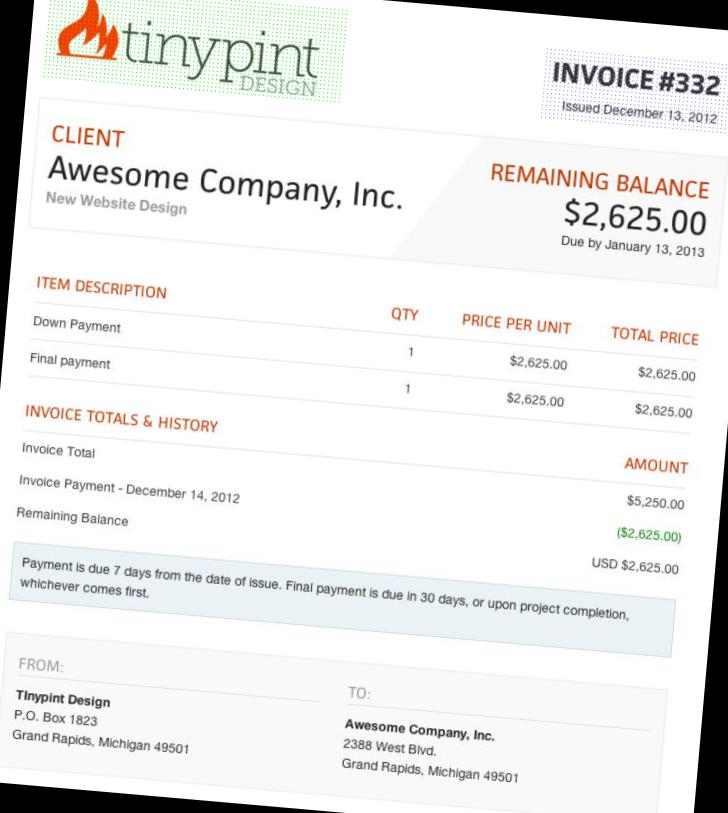 tinypint
DESIGN
INVOICE #332
Issued December 13, 2012
CLIENT
Awesome Company, Inc.
New Website Design
REMAINING BALANCE
$2,625.00
Due by January 13, 2013
ITEM DESCRIPTION QTY PRICE PER UNIT TOTAL PRICE
Down Payment 1 $2,625.00 $2,625.00
Final payment 1 $2,625.00 $2,625.00
INVOICE TOTALS & HISTORY AMOUNT
Invoice Total $5,250.00
Invoice Payment - December 14, 2012 ($2,625.00)
Remaining Balance USD $2,625.00
Payment is due 7 days from the date of issue. Final payment is due in 30 days, or upon project completion,
whichever comes first.
FROM:
TInypint Design
P.O. Box 1823
Grand Rapids, Michigan 49501
TO:
Awesome Company, Inc.
2388 West Blvd.
Grand Rapids, Michigan 49501